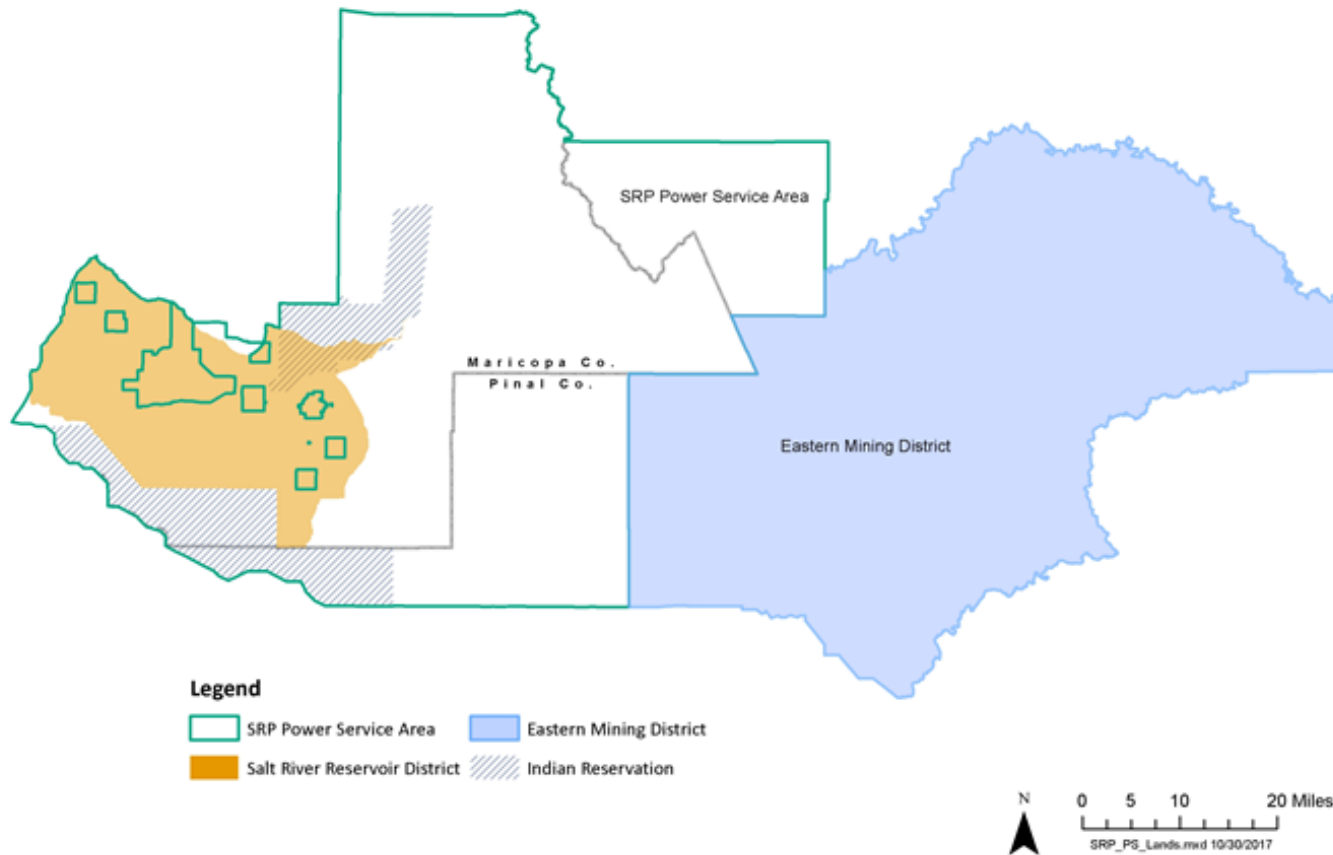 SRP Power Service Area
Maricopa Co.
Pinal Co.
Eastern Mining District
Legend
SRP Power Service Area
Eastern Mining District
Salt River Reservoir District
Indian Reservation
N
0 5 10 20 Miles
SRP_PS_Lands.mxd 10/30/2017